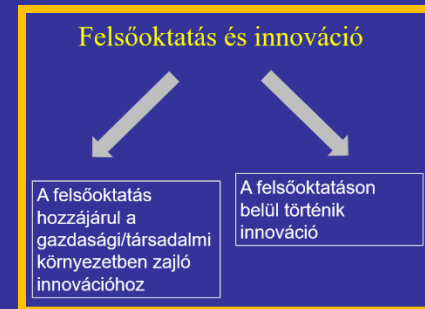 Felsőoktatás és innováció
A felsőoktatás
hozzájárul a
gazdasági/társadalmi
környezetben zajló
innovációhoz
A felsőoktatáson
belül történik
innováció